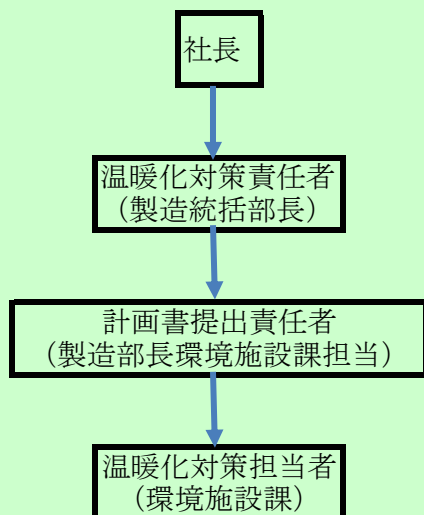 社長
温暖化対策責任者
（製造統括部長）
計画書提出責任者
（製造部長環境施設課担当）
温暖化対策担当者
（環境施設課）